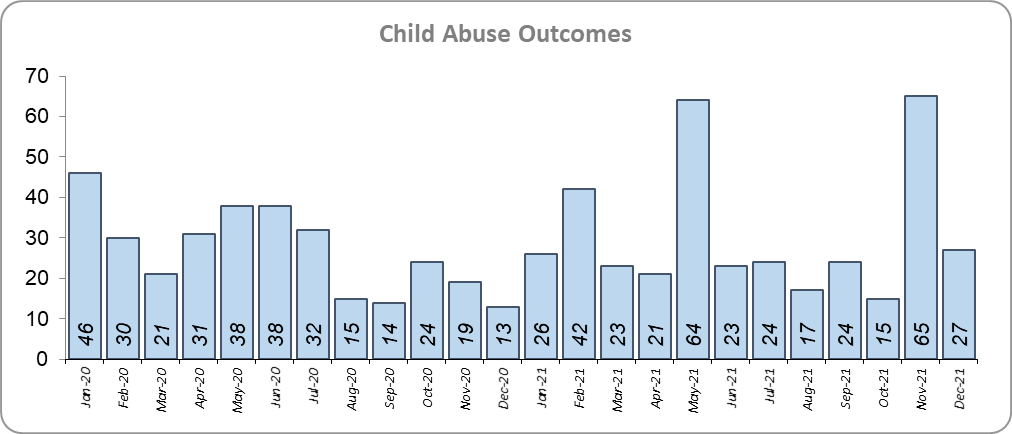 Child Abuse Outcomes
70
60
50
40
30
20
10
0
46 30 21 31 38 38 32 15 14 24 19 13 26 42 23 21 64 23 24 17 24 15 65 27
Jan-20 Feb-20 Mar-20 Apr-20 May-20 Jun-20 Jul-20 Aug-20 Sep-20 Oct-20 Nov-20 Dec-20 Jan-21 Feb-21 Mar-21 Apr-21 May-21 Jun-21 Jul-21 Aug-21 Sep-21 Oct-21 Nov-21 Dec-21